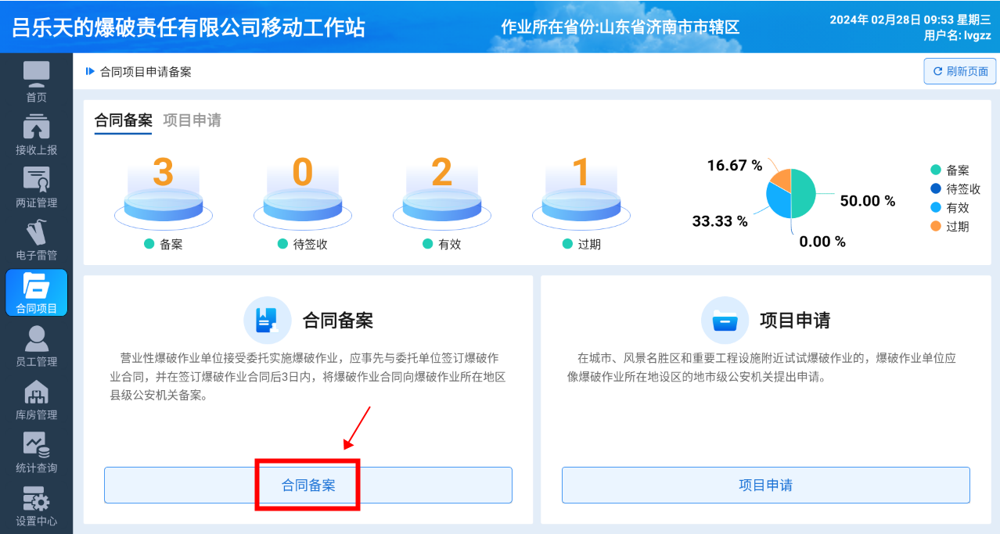 吕乐天的爆破责任有限公司移动工作站
作业所在省份:山东省济南市市辖区
2024年 02月28日 09:53 星期三
用户名: lvgzz
首页
接收上报
两证管理
电子雷管
合同项目
员工管理
库房管理
统计查询
设置中心
合同项目申请备案
刷新页面
合同备案 项目申请
3 0 2 1
备案 待签收 有效 过期
16.67 %
50.00 %
33.33 %
0.00 %
备案
待签收
有效
过期
合同备案
营业性爆破作业单位接受委托实施爆破作业，应事先与委托单位签订爆破作
业合同，并在签订爆破作业合同后3日内，将爆破作业合同向爆破作业所在地区
县级公安机关备案。
合同备案
项目申请
在城市、风景名胜区和重要工程设施附近试试爆破作业的，爆破作业单位应
像爆破作业所在地设区的地市级公安机关提出申请。
项目申请